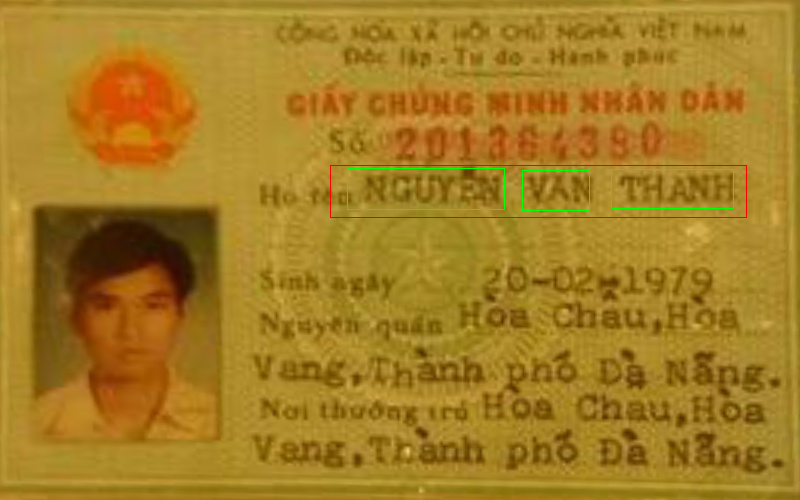 CỘNG HÒA XÃ HỘI CHỦ NGHĨA VIỆT NAM
Độc lập - Tự do - Hạnh phúc
GIẤY CHỨNG MINH NHÂN DÂN
Số 201364390
Họ tên NGUYỄN VĂN THANH
Sinh ngày 20-02-1979
Nguyên quán Hòa Châu,Hòa
Vang,Thành phố Đà Nẵng.
Nơi thường trú Hòa Châu,Hòa
Vang,Thành phố Đà Nẵng.